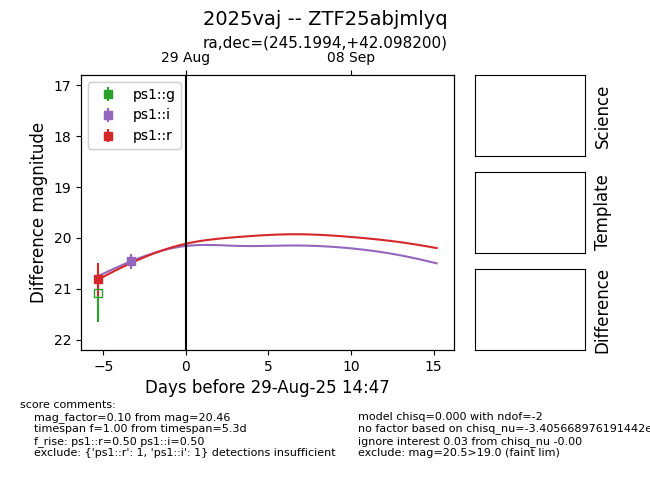 2025vaj -- ZTF25abjmlyq
ra,dec=(245.1994,+42.098200)
29 Aug 08 Sep
ps1::g
ps1::i
ps1::r
17
18
19
20
21
22
Difference magnitude
−5 0 5 10 15
Days before 29-Aug-25 14:47
Science
Template
Difference
score comments:
mag_factor=0.10 from mag=20.46
timespan f=1.00 from timespan=5.3d
f_rise: ps1::r=0.50 ps1::i=0.50
exclude: {'ps1::r': 1, 'ps1::i': 1} detections insufficient
model chisq=0.000 with ndof=-2
no factor based on chisq_nu=-3.405668976191442e
ignore interest 0.03 from chisq_nu -0.00
exclude: mag=20.5>19.0 (faint lim)